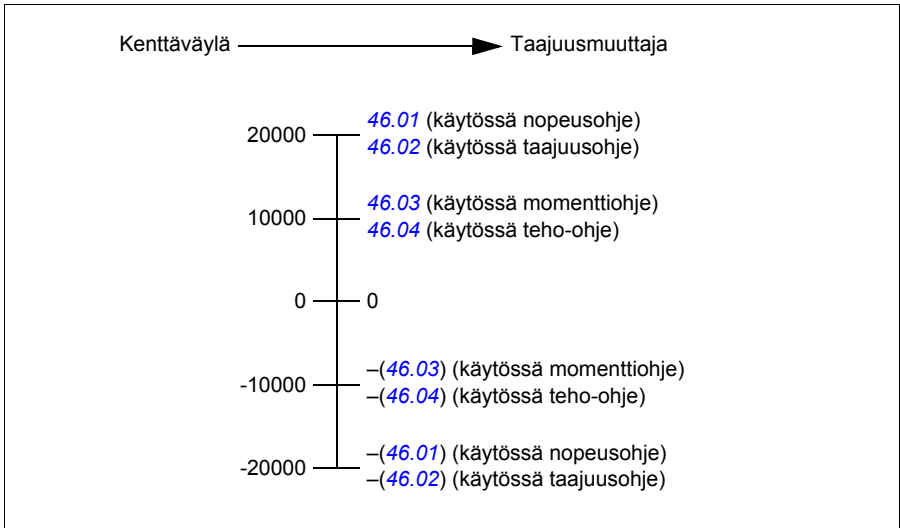 Kenttäväylä Taajuusmuuttaja
20000 46.01 (käytössä nopeusohje)
46.02 (käytössä taajuusohje)
10000 46.03 (käytössä momenttiohje)
46.04 (käytössä teho-ohje)
0 0
-10000 –(46.03) (käytössä momenttiohje)
–(46.04) (käytössä teho-ohje)
-20000 –(46.01) (käytössä nopeusohje)
–(46.02) (käytössä taajuusohje)